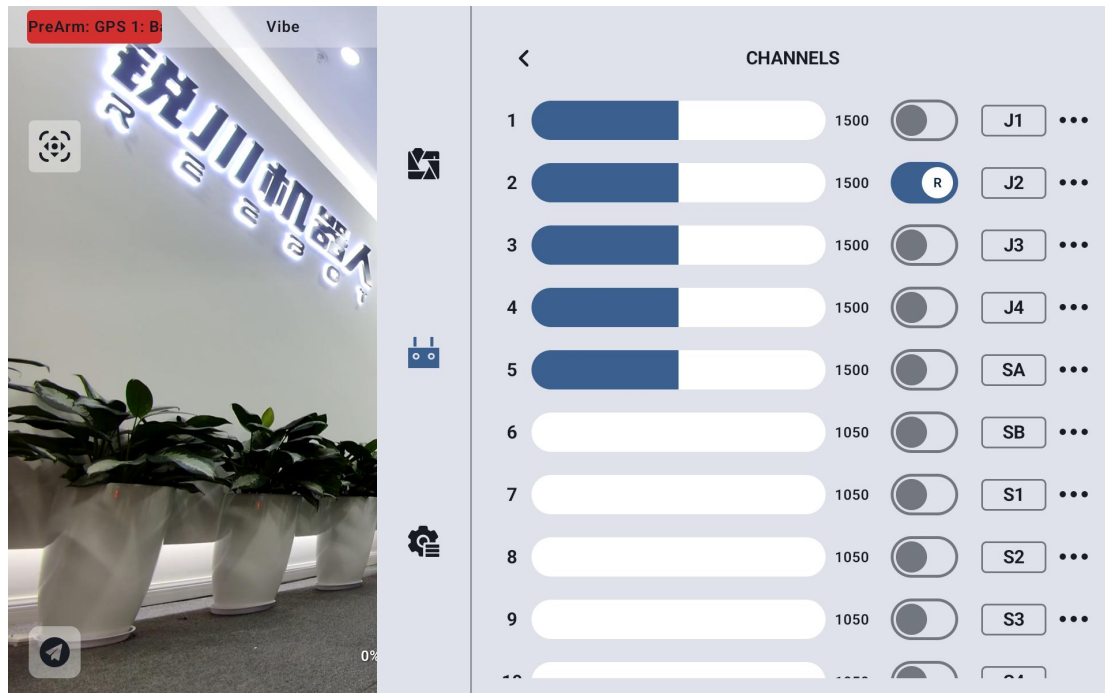 PreArm: GPS 1: Ba
Vibe
锐川机器人
0%
CHANNELS
1 1500 J1
2 1500 R J2
3 1500 J3
4 1500 J4
5 1500 SA
6 1050 SB
7 1050 S1
8 1050 S2
9 1050 S3